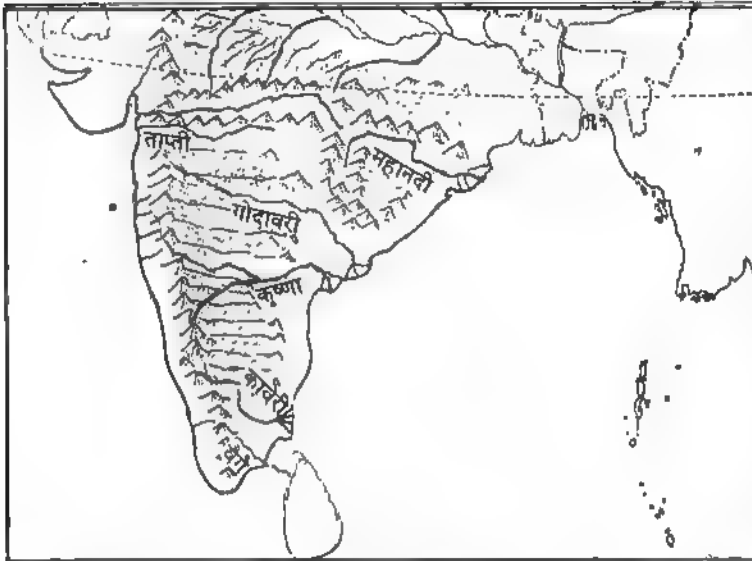 ताप्ती
महानदी
गोदावरी
कृष्णा
कावेरी